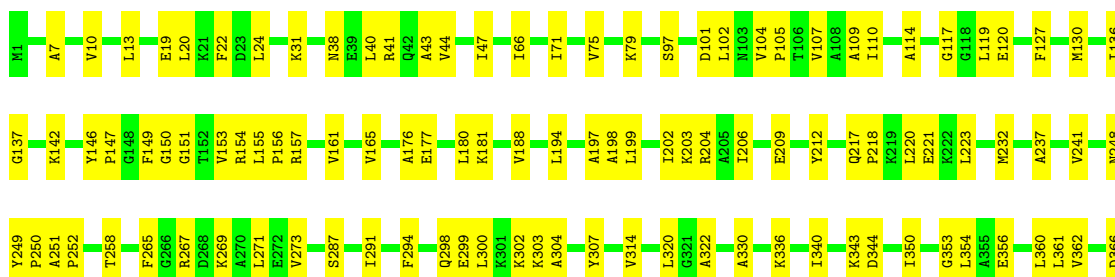 M1 A7 V10 L13 E19 L20 K21 F22 D23 L24 K31 N38 E39 L40 R41 Q42 A43 V44 I47 I66 I71 V75 K79 S97 D101 L102 N103 V104 P105 T106 V107 A108 A109 I110 A114 G117 G118 L119 E120 F127 M130 I136
G137 K142 Y146 P147 G148 F149 G150 G151 T152 V153 R154 L155 P156 R157 V161 V165 A176 E177 L180 K181 V188 L194 A197 A198 L199 I202 K203 R204 A205 I206 E209 Y212 Q217 P218 K219 L220 E221 K222 L223 M232 A237 V241 N248
Y249 P250 A251 P252 T258 F265 G266 R267 D268 K269 A270 L271 E272 V273 S287 I291 F294 Q298 E299 L300 K301 K302 K303 A304 Y307 V314 L320 G321 A322 A330 K336 I340 K343 D344 I350 G353 L354 A355 E356 L360 L361 V362